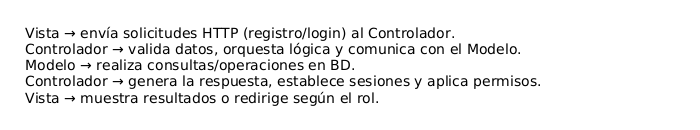 Vista → envía solicitudes HTTP (registro/login) al Controlador.
Controlador → valida datos, orquesta lógica y comunica con el Modelo.
Modelo → realiza consultas/operaciones en BD.
Controlador → genera la respuesta, establece sesiones y aplica permisos.
Vista → muestra resultados o redirige según el rol.